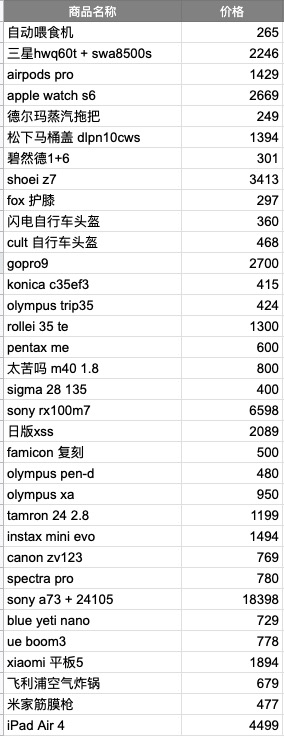 商品名称 价格
自动喂食机 265
三星hwq60t + swa8500s 2246
airpods pro 1429
apple watch s6 2669
德尔玛蒸汽拖把 249
松下马桶盖 dlpn10cws 1394
碧然德1+6 301
shoei z7 3413
fox 护膝 297
闪电自行车头盔 360
cult 自行车头盔 468
gopro9 2700
konica c35ef3 415
olympus trip35 424
rollei 35 te 1300
pentax me 600
太苦吗 m40 1.8 800
sigma 28 135 400
sony rx100m7 6598
日版xss 2089
famicon 复刻 500
olympus pen-d 480
olympus xa 950
tamron 24 2.8 1199
instax mini evo 1494
canon zv123 769
spectra pro 780
sony a73 + 24105 18398
blue yeti nano 729
ue boom3 778
xiaomi 平板5 1894
飞利浦空气炸锅 679
米家筋膜枪 477
iPad Air 4 4499